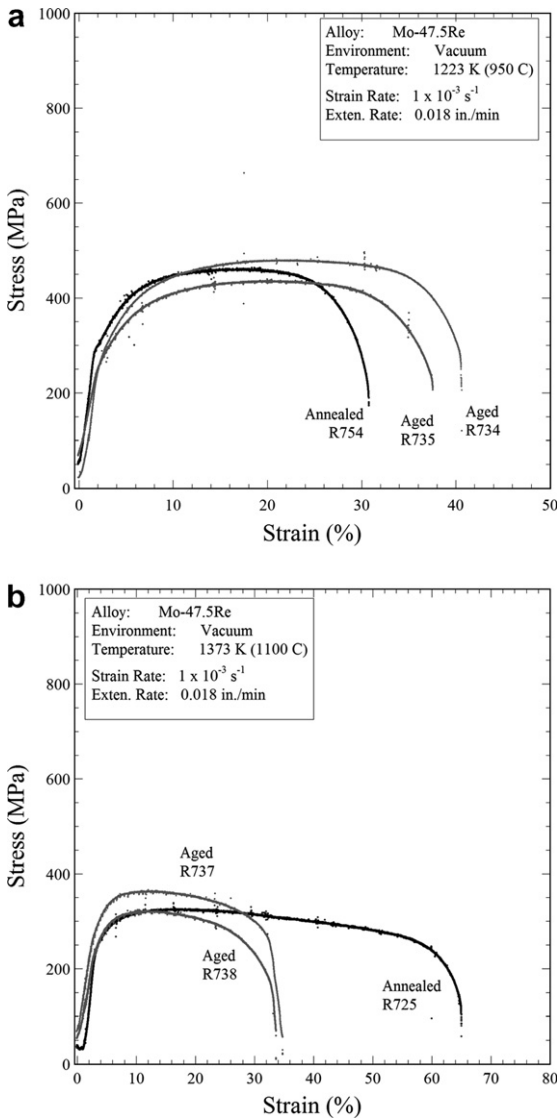 a
1000
800
600
400
200
0
Stress (MPa)
Alloy: Mo-47.5Re
Environment: Vacuum
Temperature: 1223 K (950 C)
Strain Rate: 1 x 10⁻³ s⁻¹
Exten. Rate: 0.018 in./min
Annealed
R754
Aged
R735
Aged
R734
0 10 20 30 40 50
Strain (%)
b
1000
800
600
400
200
0
Stress (MPa)
Alloy: Mo-47.5Re
Environment: Vacuum
Temperature: 1373 K (1100 C)
Strain Rate: 1 x 10⁻³ s⁻¹
Exten. Rate: 0.018 in./min
Aged
R737
Aged
R738
Annealed
R725
0 10 20 30 40 50 60 70 80
Strain (%)